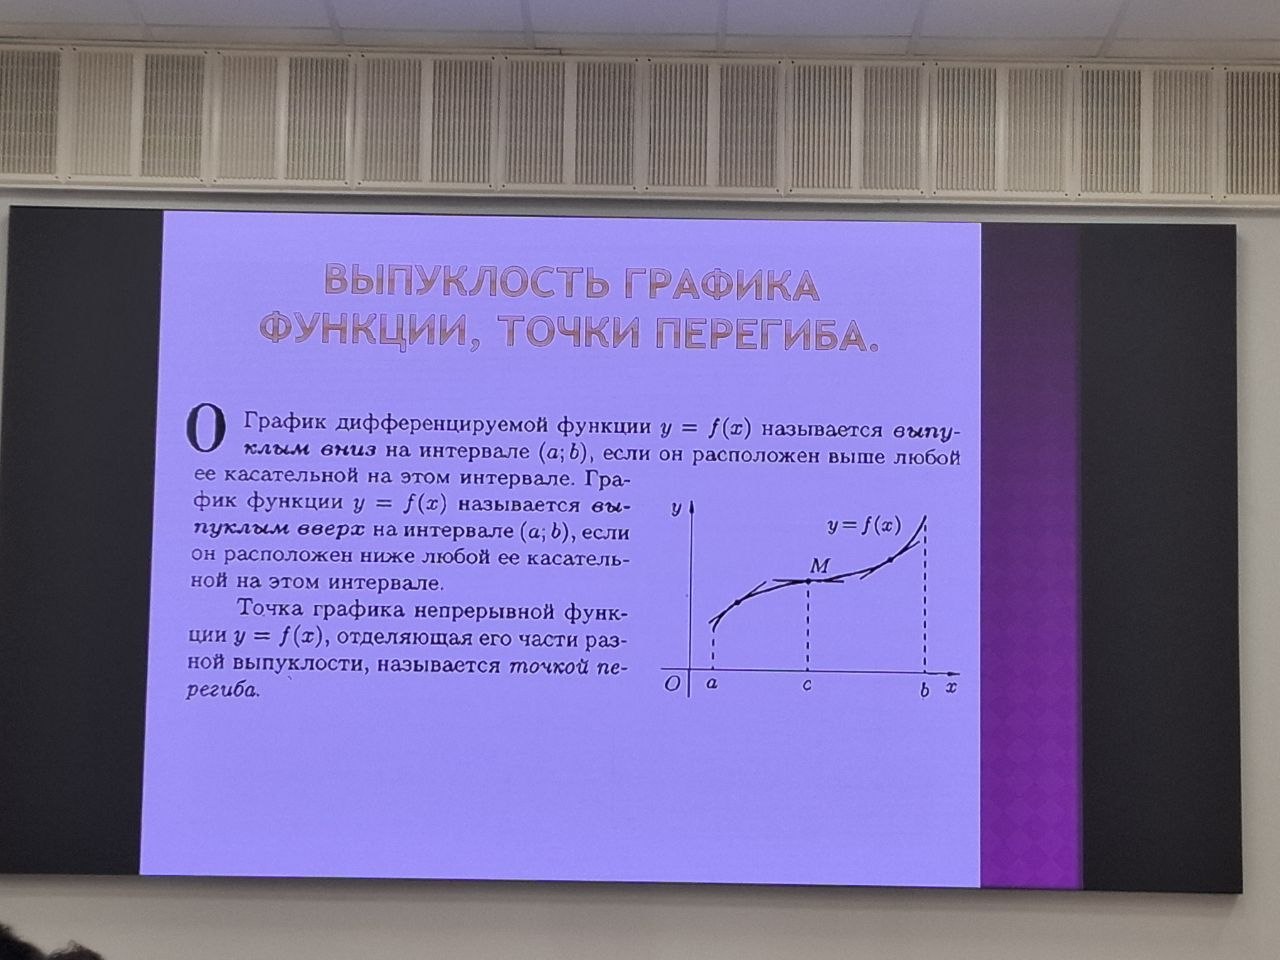 ВЫПУКЛОСТЬ ГРАФИКА
ФУНКЦИИ, ТОЧКИ ПЕРЕГИБА.
О График дифференцируемой функции y = f(x) называется выпу-
клым вниз на интервале (a; b), если он расположен выше любой
ее касательной на этом интервале. Гра-
фик функции y = f(x) называется вы-
пуклым вверх на интервале (a; b), если
он расположен ниже любой ее касатель-
ной на этом интервале.
Точка графика непрерывной функ-
ции y = f(x), отделяющая его части раз-
ной выпуклости, называется точкой пе-
региба.
y
y=f(x)
M
O a c b x